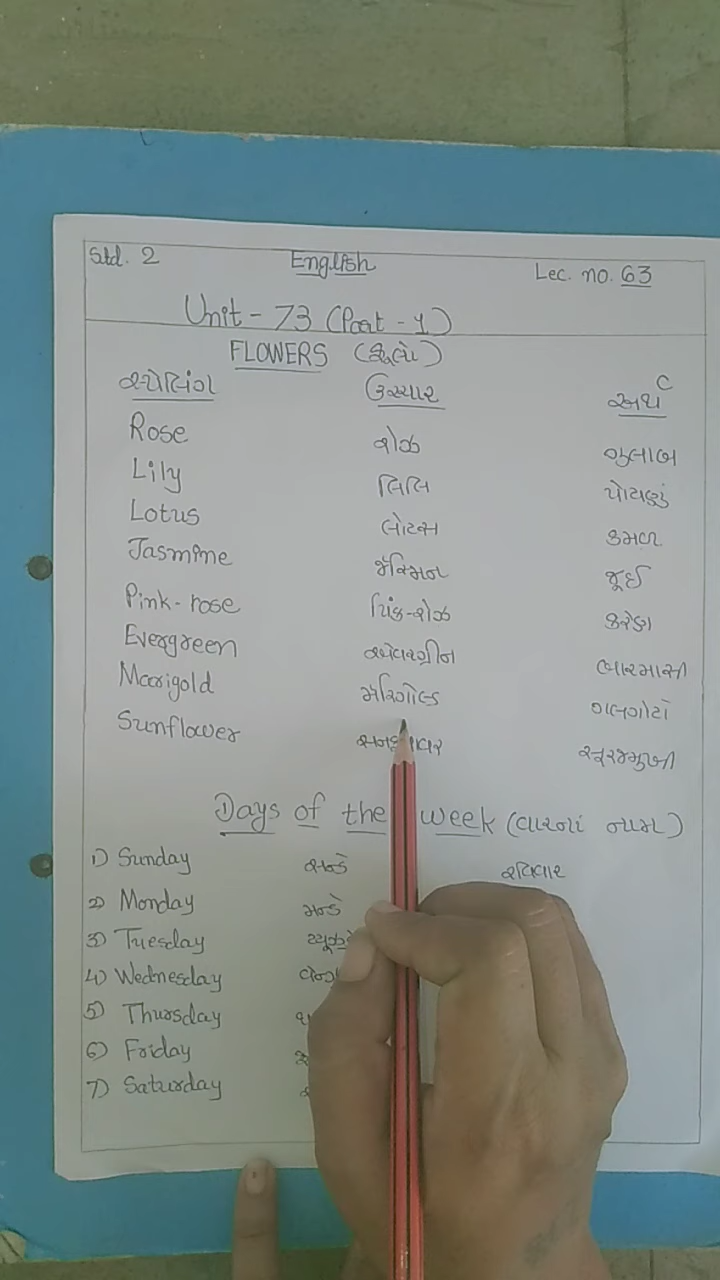 Std. 2 English Lec. no. 63
Unit - 73 (Part - 1)
FLOWERS (ફૂલો)
સ્પેલિંગ ઉચ્ચાર અર્થ
Rose રોઝ ગુલાબ
Lily લિલિ પોયણું
Lotus લોટસ કમળ
Jasmine જૅસ્મિન જૂઈ
Pink-rose પિંક-રોઝ કરેણ
Evergreen એવરગ્રીન બારમાસી
Marigold મૅરિગોલ્ડ ગલગોટો
Sunflower સૂરજમુખી
Days of the week (વારનાં નામ)
1) Sunday સન્ડે રવિવાર
2) Monday મન્ડે
3) Tuesday
4) Wednesday
5) Thursday
6) Friday
7) Saturday